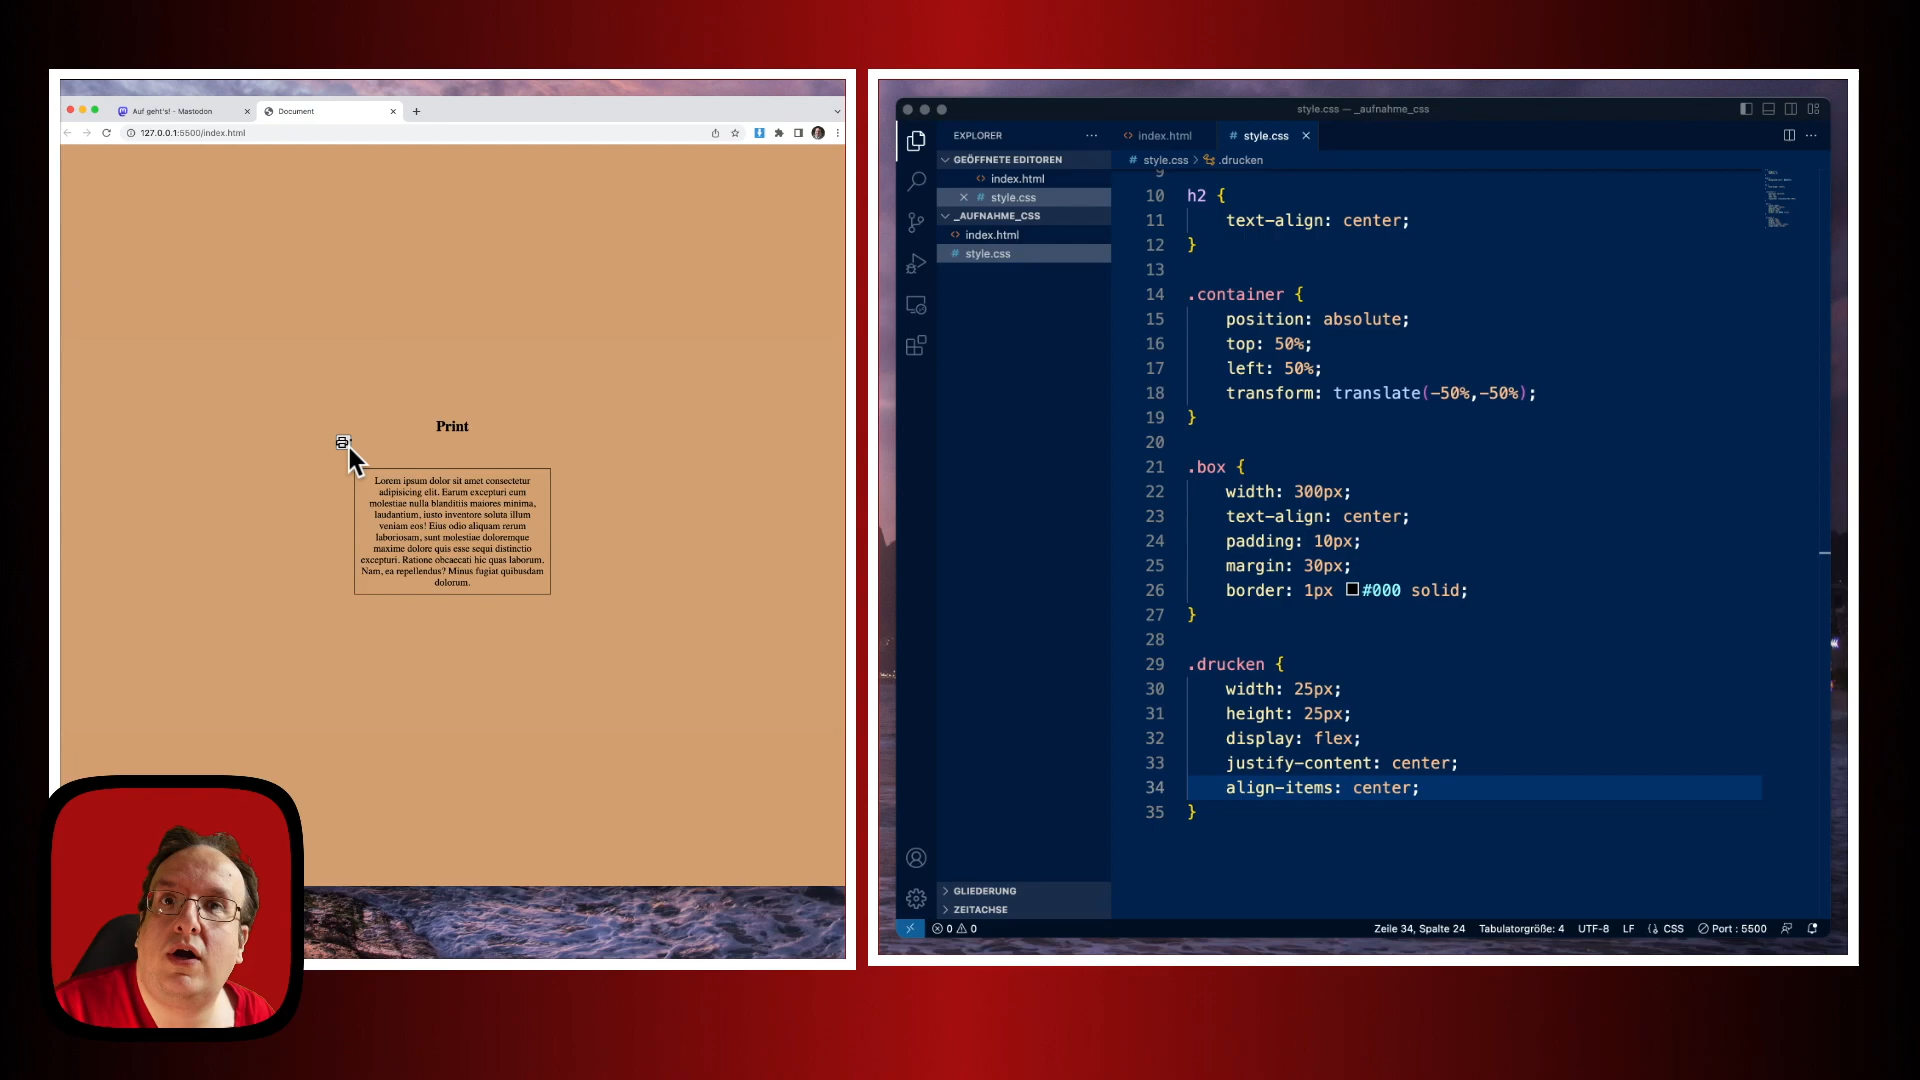 Auf geht's! - Mastodon
Document
127.0.0.1:5500/index.html
Print
Lorem ipsum dolor sit amet consectetur
adipisicing elit. Earum excepturi eum
molestiae nulla blanditiis maiores minima,
laudantium, iusto inventore soluta illum
veniam eos! Eius odio aliquam rerum
laboriosam, sunt molestiae doloremque
maxime dolore quis esse sequi distinctio
excepturi. Ratione obcaecati hic quas laborum.
Nam, ea repellendus? Minus fugiat quibusdam
dolorum.
style.css — _aufnahme_css
EXPLORER
GEÖFFNETE EDITOREN
index.html
style.css
_AUFNAHME_CSS
index.html
style.css
GLIEDERUNG
ZEITACHSE
index.html
style.css
style.css > .drucken
9
10 h2 {
11 text-align: center;
12 }
13
14 .container {
15 position: absolute;
16 top: 50%;
17 left: 50%;
18 transform: translate(-50%,-50%);
19 }
20
21 .box {
22 width: 300px;
23 text-align: center;
24 padding: 10px;
25 margin: 30px;
26 border: 1px #000 solid;
27 }
28
29 .drucken {
30 width: 25px;
31 height: 25px;
32 display: flex;
33 justify-content: center;
34 align-items: center;
35 }
0 0 Zeile 34, Spalte 24 Tabulatorgröße: 4 UTF-8 LF CSS Port : 5500